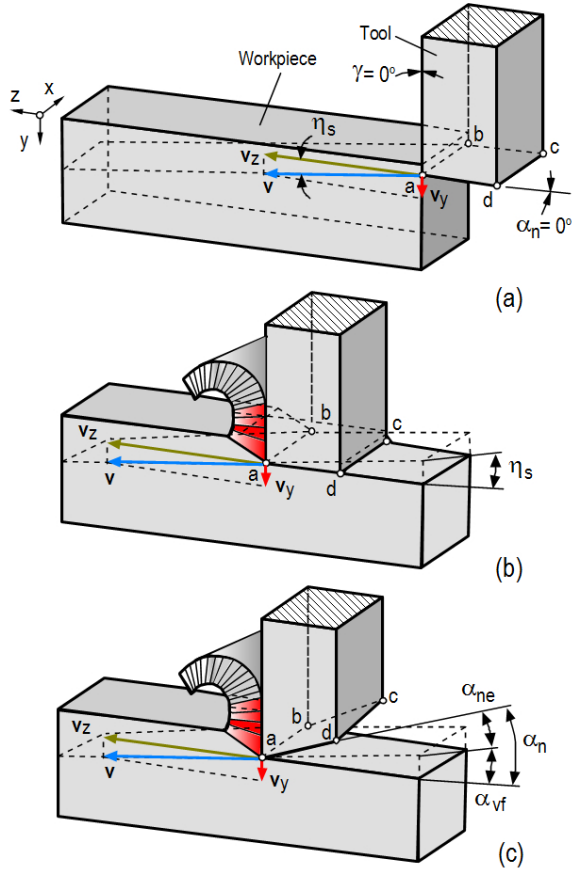 Tool
Workpiece
γ = 0°
x
z
y
ηs
vz
v
a
vy
b
c
d
αn = 0°
(a)
b
c
vz
v
a
vy
d
ηs
(b)
c
b
a
d
vz
v
vy
αne
αn
αvf
(c)